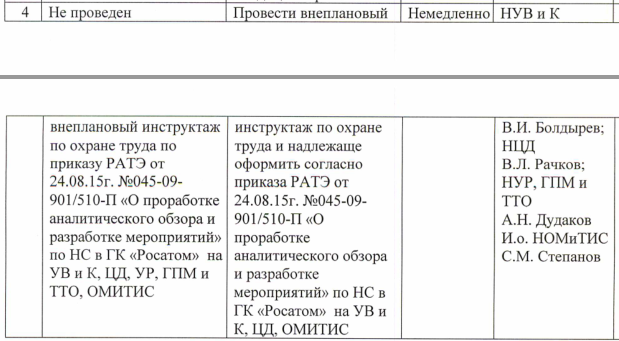 4 Не проведен Провести внеплановый Немедленно НУВ и К
внеплановый инструктаж
по охране труда по
приказу РАТЭ от
24.08.15г. №045-09-
901/510-П «О проработке
аналитического обзора и
разработке мероприятий»
по НС в ГК «Росатом» на
УВ и К, ЦД, УР, ГПМ и
ТТО, ОМИТИС
инструктаж по охране
труда и надлежаще
оформить согласно
приказа РАТЭ от
24.08.15г. №045-09-
901/510-П «О
проработке
аналитического обзора
и разработке
мероприятий» по НС в
ГК «Росатом» на УВ и
К, ЦД, ОМИТИС
В.И. Болдырев;
НЦД
В.Л. Рачков;
НУР, ГПМ и
ТТО
А.Н. Дудаков
И.о. НОМиТИС
С.М. Степанов